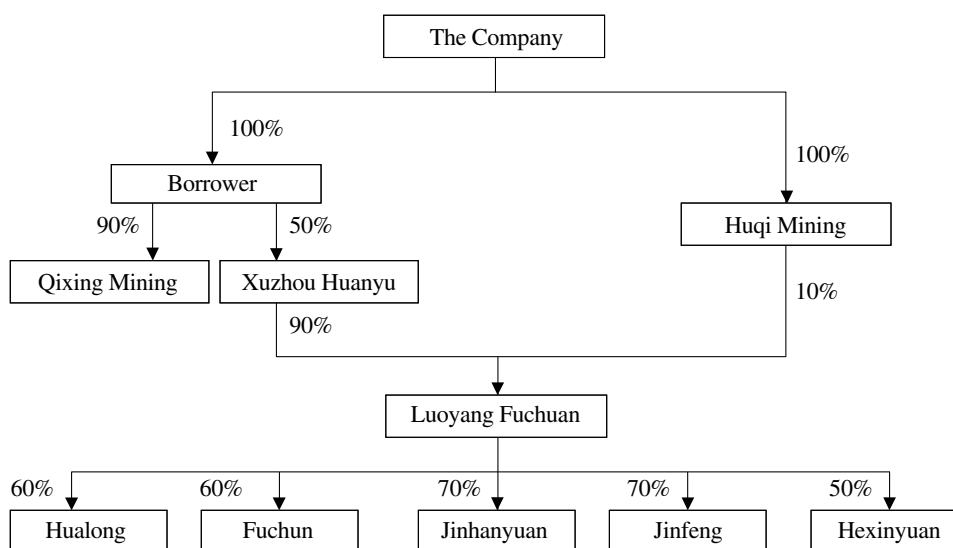 The Company
100%
100%
Borrower
90%
50%
Huqi Mining
Qixing Mining
Xuzhou Huanyu
10%
90%
Luoyang Fuchuan
60%
60%
70%
70%
50%
Hualong
Fuchun
Jinhanyuan
Jinfeng
Hexinyuan